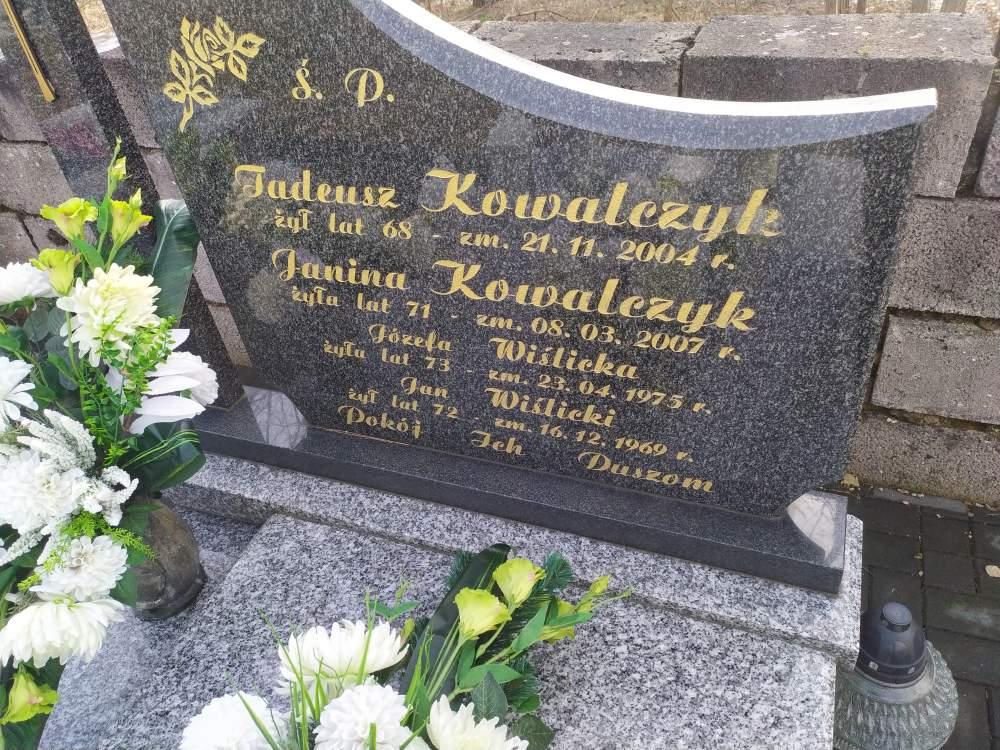 Ś. P.
Tadeusz Kowalczyk
żył lat 68 - zm. 21. 11. 2004 r.
Janina Kowalczyk
żyła lat 71 - zm. 08. 03. 2007 r.
Józefa Wiślicka
żyła lat 73 - zm. 23. 04. 1975 r.
Jan Wiślicki
żył lat 72 - zm. 16. 12. 1969 r.
Pokój Ich Duszom